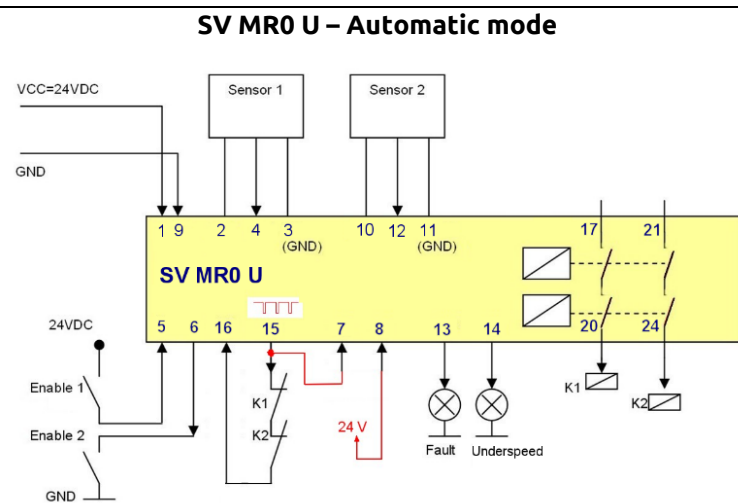 SV MR0 U – Automatic mode
VCC=24VDC
Sensor 1
Sensor 2
GND
1 9 2 4 3 10 12 11 17 21
(GND) (GND)
SV MR0 U
24VDC
5 6 16 15 7 8 13 14 20 24
Enable 1
K1
K1
K2
Enable 2
K2
24 V
Fault Underspeed
GND